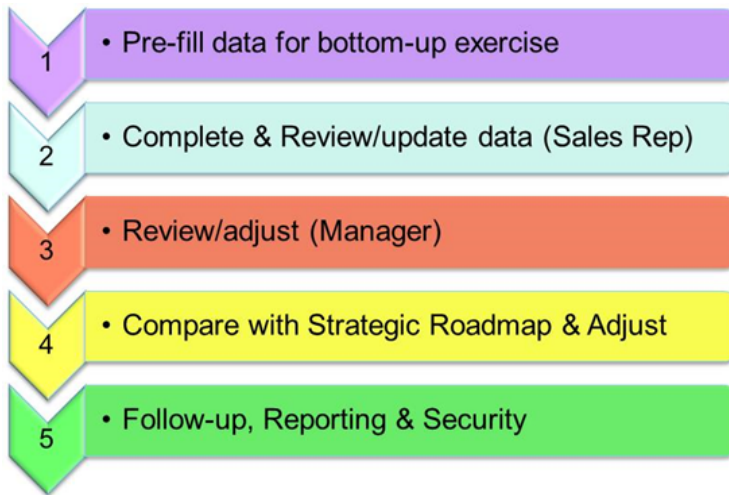 1 • Pre-fill data for bottom-up exercise
2 • Complete & Review/update data (Sales Rep)
3 • Review/adjust (Manager)
4 • Compare with Strategic Roadmap & Adjust
5 • Follow-up, Reporting & Security